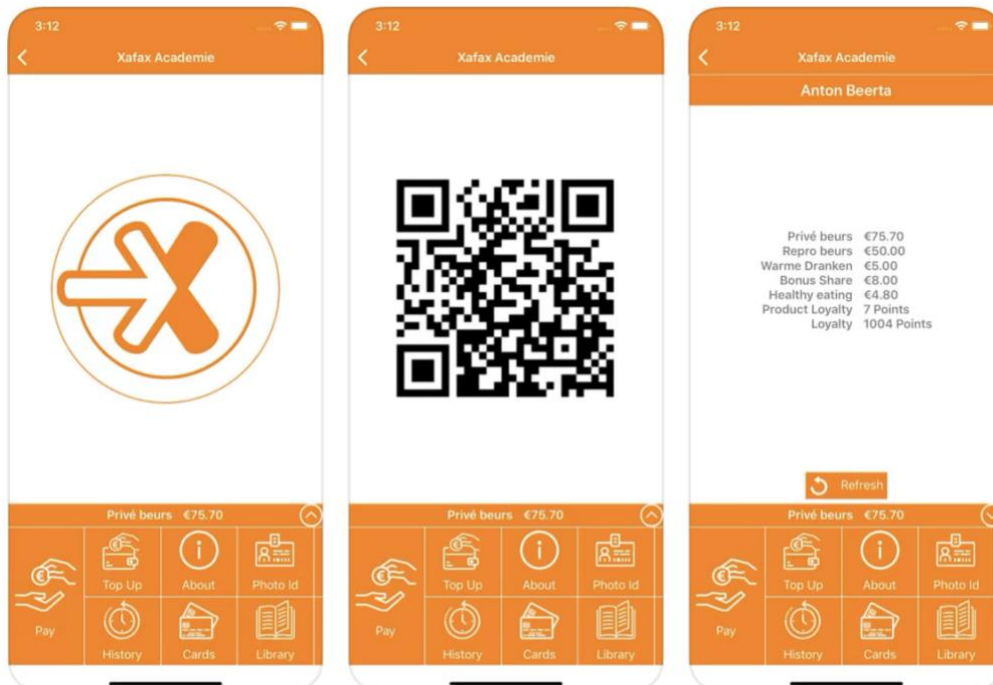 3:12
Xafax Academie
Privé beurs €75.70
Pay
Top Up
About
Photo Id
History
Cards
Library
3:12
Xafax Academie
Privé beurs €75.70
Pay
Top Up
About
Photo Id
History
Cards
Library
3:12
Xafax Academie
Anton Beerta
Privé beurs €75.70
Repro beurs €50.00
Warme Dranken €5.00
Bonus Share €8.00
Healthy eating €4.80
Product Loyalty 7 Points
Loyalty 1004 Points
Refresh
Privé beurs €75.70
Pay
Top Up
About
Photo Id
History
Cards
Library